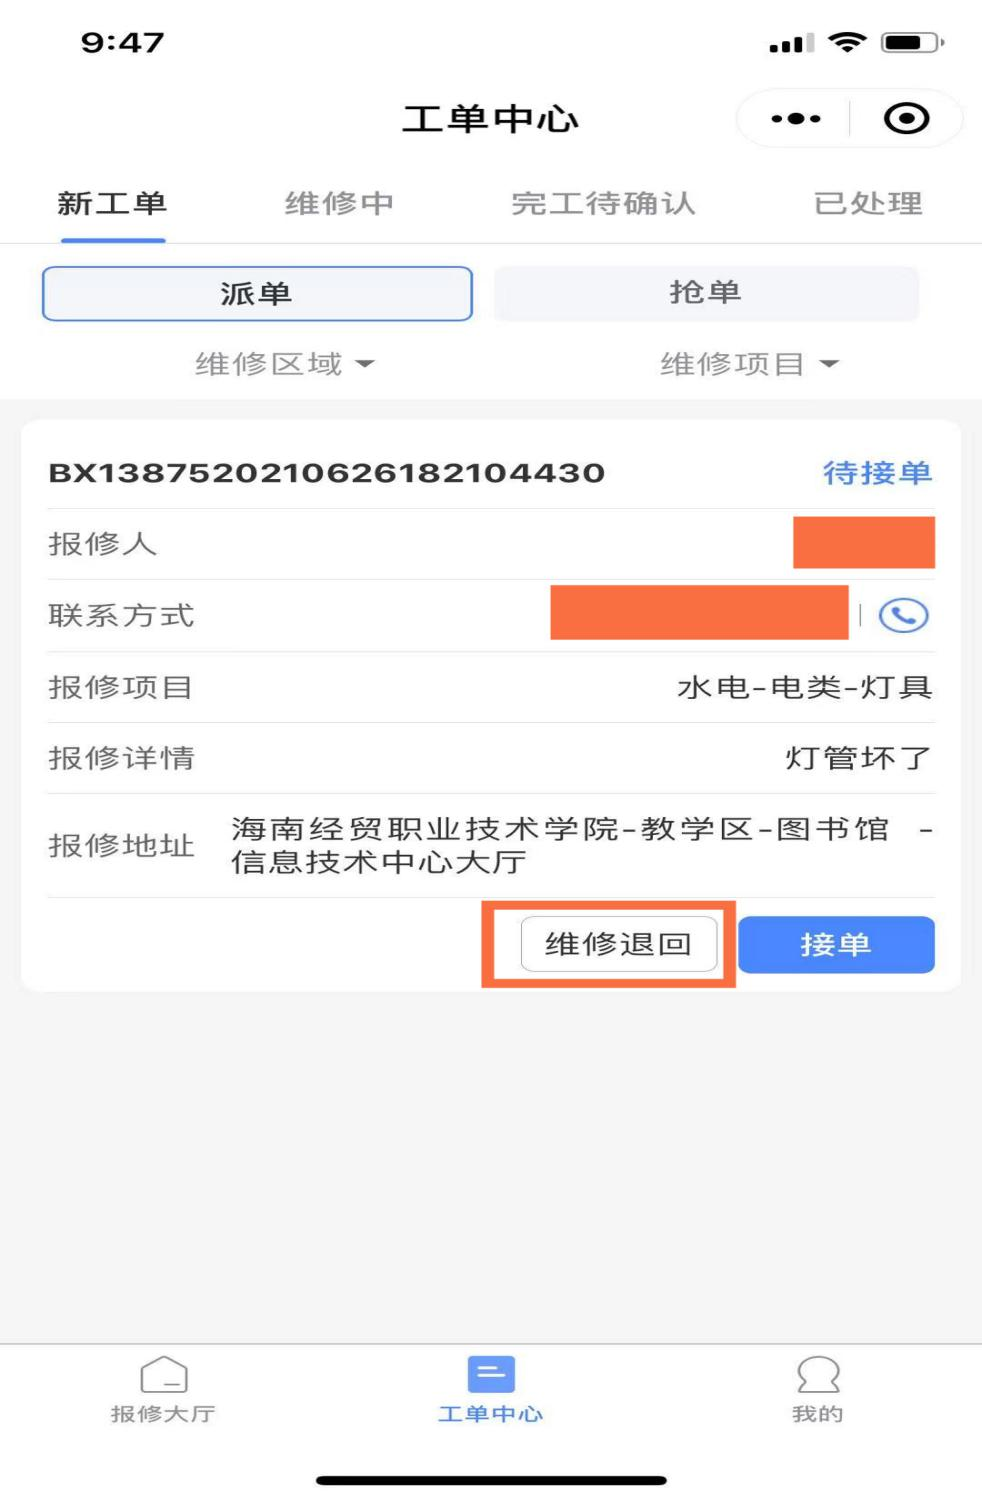 9:47
工单中心
新工单 维修中 完工待确认 已处理
派单 抢单
维修区域 维修项目
BX1387520210626182104430 待接单
报修人
联系方式
报修项目 水电-电类-灯具
报修详情 灯管坏了
报修地址 海南经贸职业技术学院-教学区-图书馆 -
信息技术中心大厅
维修退回 接单
报修大厅 工单中心 我的